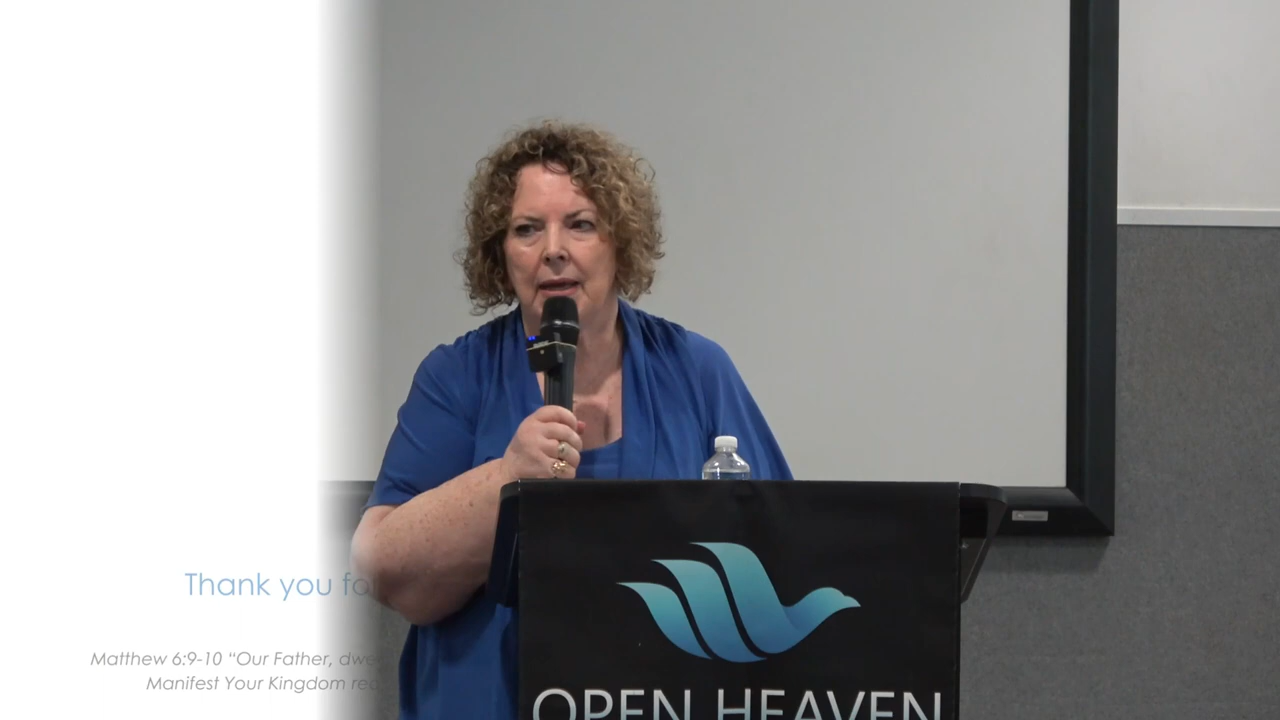 Thank you fo
Matthew 6:9-10 “Our Father, dwe
Manifest Your Kingdom rea
OPEN HEAVEN